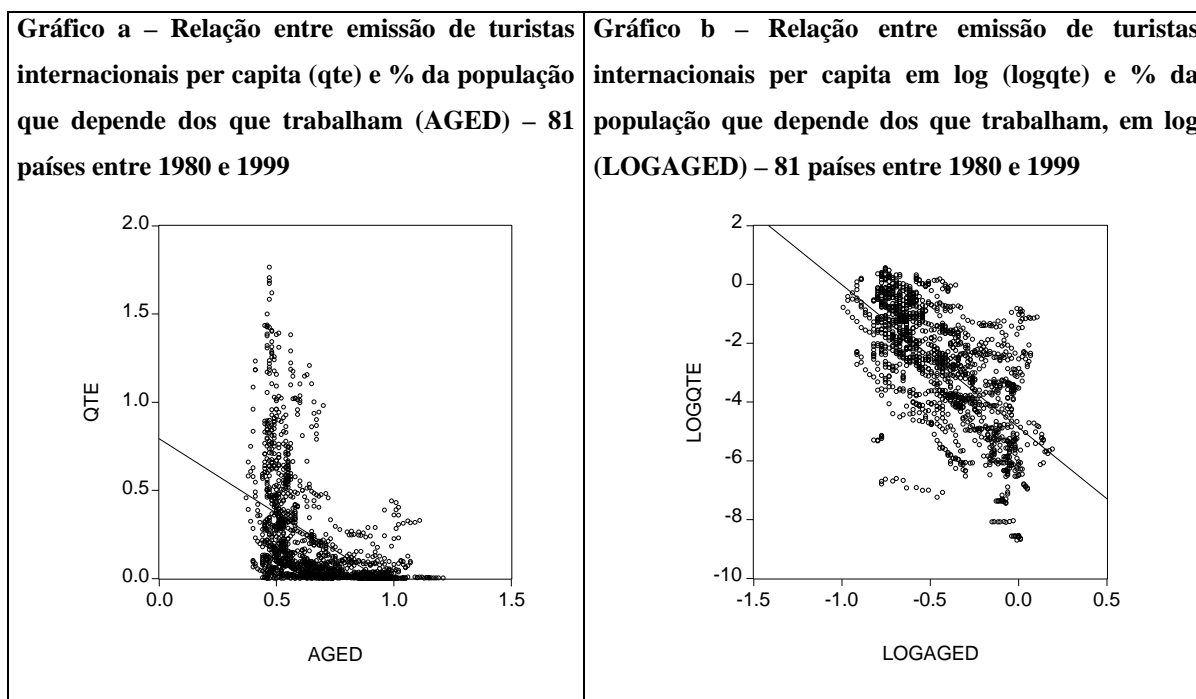 Gráfico a – Relação entre emissão de turistas
internacionais per capita (qte) e % da população
que depende dos que trabalham (AGED) – 81
países entre 1980 e 1999
Gráfico b – Relação entre emissão de turistas
internacionais per capita em log (logqte) e % da
população que depende dos que trabalham, em log
(LOGAGED) – 81 países entre 1980 e 1999
2.0
1.5
1.0
0.5
0.0
QTE
0.0 0.5 1.0 1.5
AGED
2
0
-2
-4
-6
-8
-10
LOGQTE
-1.5 -1.0 -0.5 0.0 0.5
LOGAGED